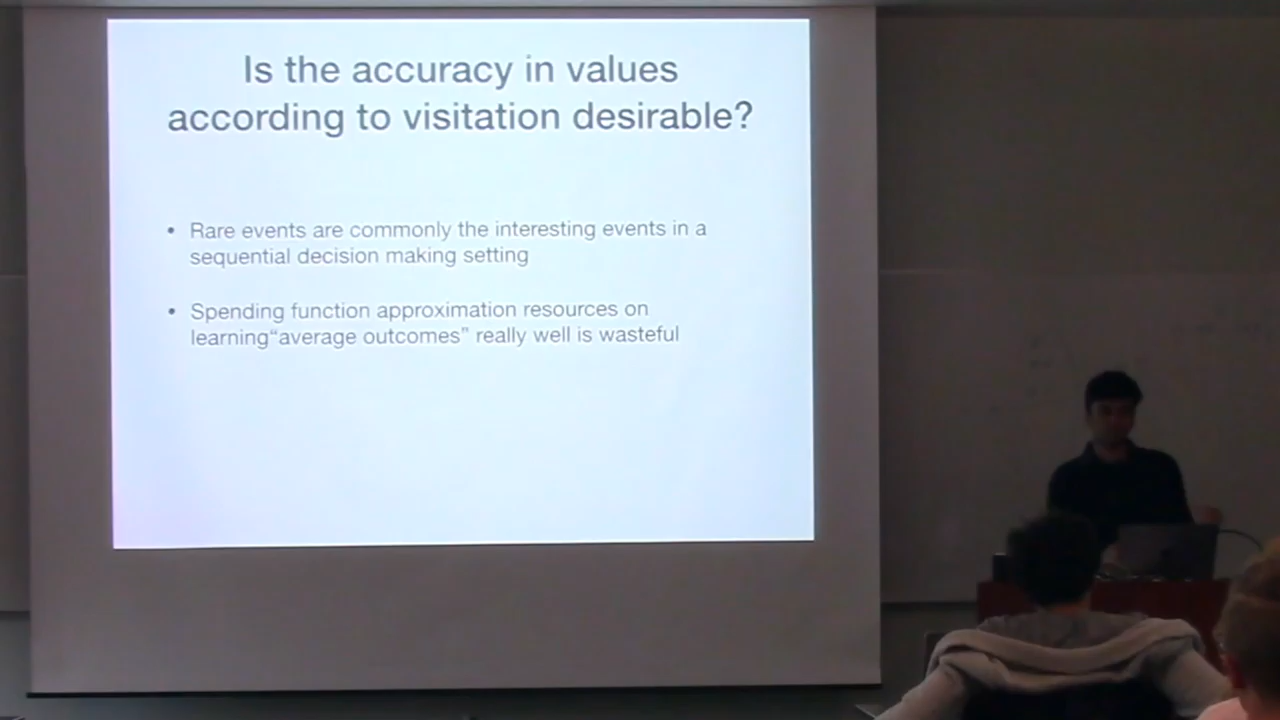 Is the accuracy in values
according to visitation desirable?
• Rare events are commonly the interesting events in a
sequential decision making setting
• Spending function approximation resources on
learning“average outcomes” really well is wasteful